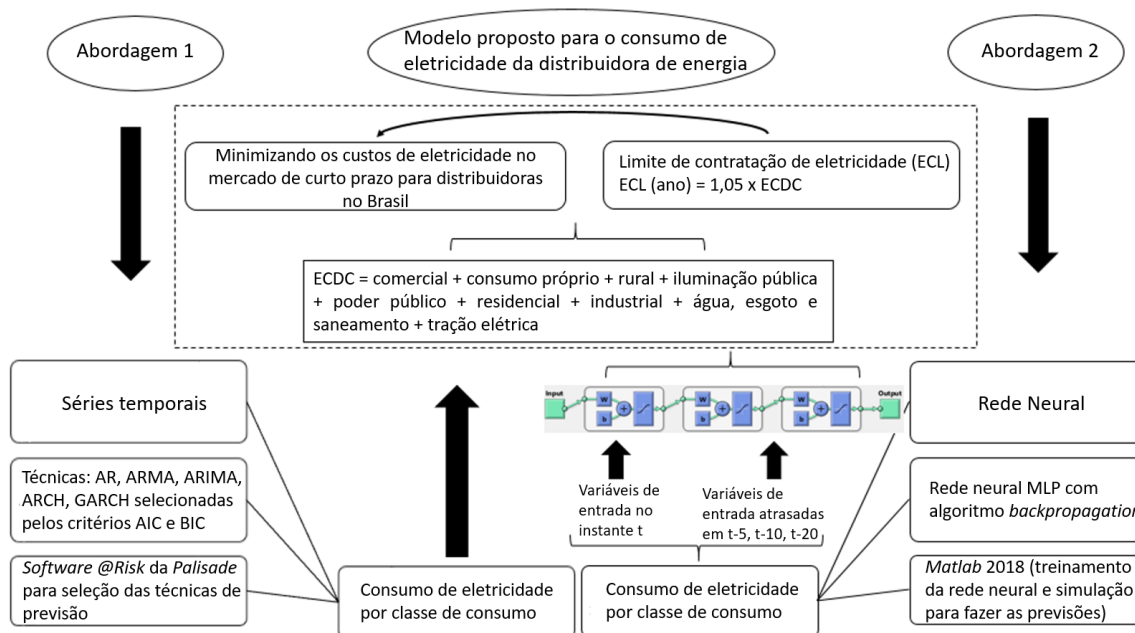 Abordagem 1
Modelo proposto para o consumo de
eletricidade da distribuidora de energia
Abordagem 2
Minimizando os custos de eletricidade no
mercado de curto prazo para distribuidoras
no Brasil
Limite de contratação de eletricidade (ECL)
ECL (ano) = 1,05 x ECDC
ECDC = comercial + consumo próprio + rural + iluminação pública
+ poder público + residencial + industrial + água, esgoto e
saneamento + tração elétrica
Séries temporais
Técnicas: AR, ARMA, ARIMA,
ARCH, GARCH selecionadas
pelos critérios AIC e BIC
Software @Risk da Palisade
para seleção das técnicas de
previsão
Consumo de eletricidade
por classe de consumo
Input
W
b
+
W
b
+
W
b
+
Output
Variáveis de
entrada no
instante t
Variáveis de
entrada atrasadas
em t-5, t-10, t-20
Consumo de eletricidade
por classe de consumo
Rede Neural
Rede neural MLP com
algoritmo backpropagation
Matlab 2018 (treinamento
da rede neural e simulação
para fazer as previsões)